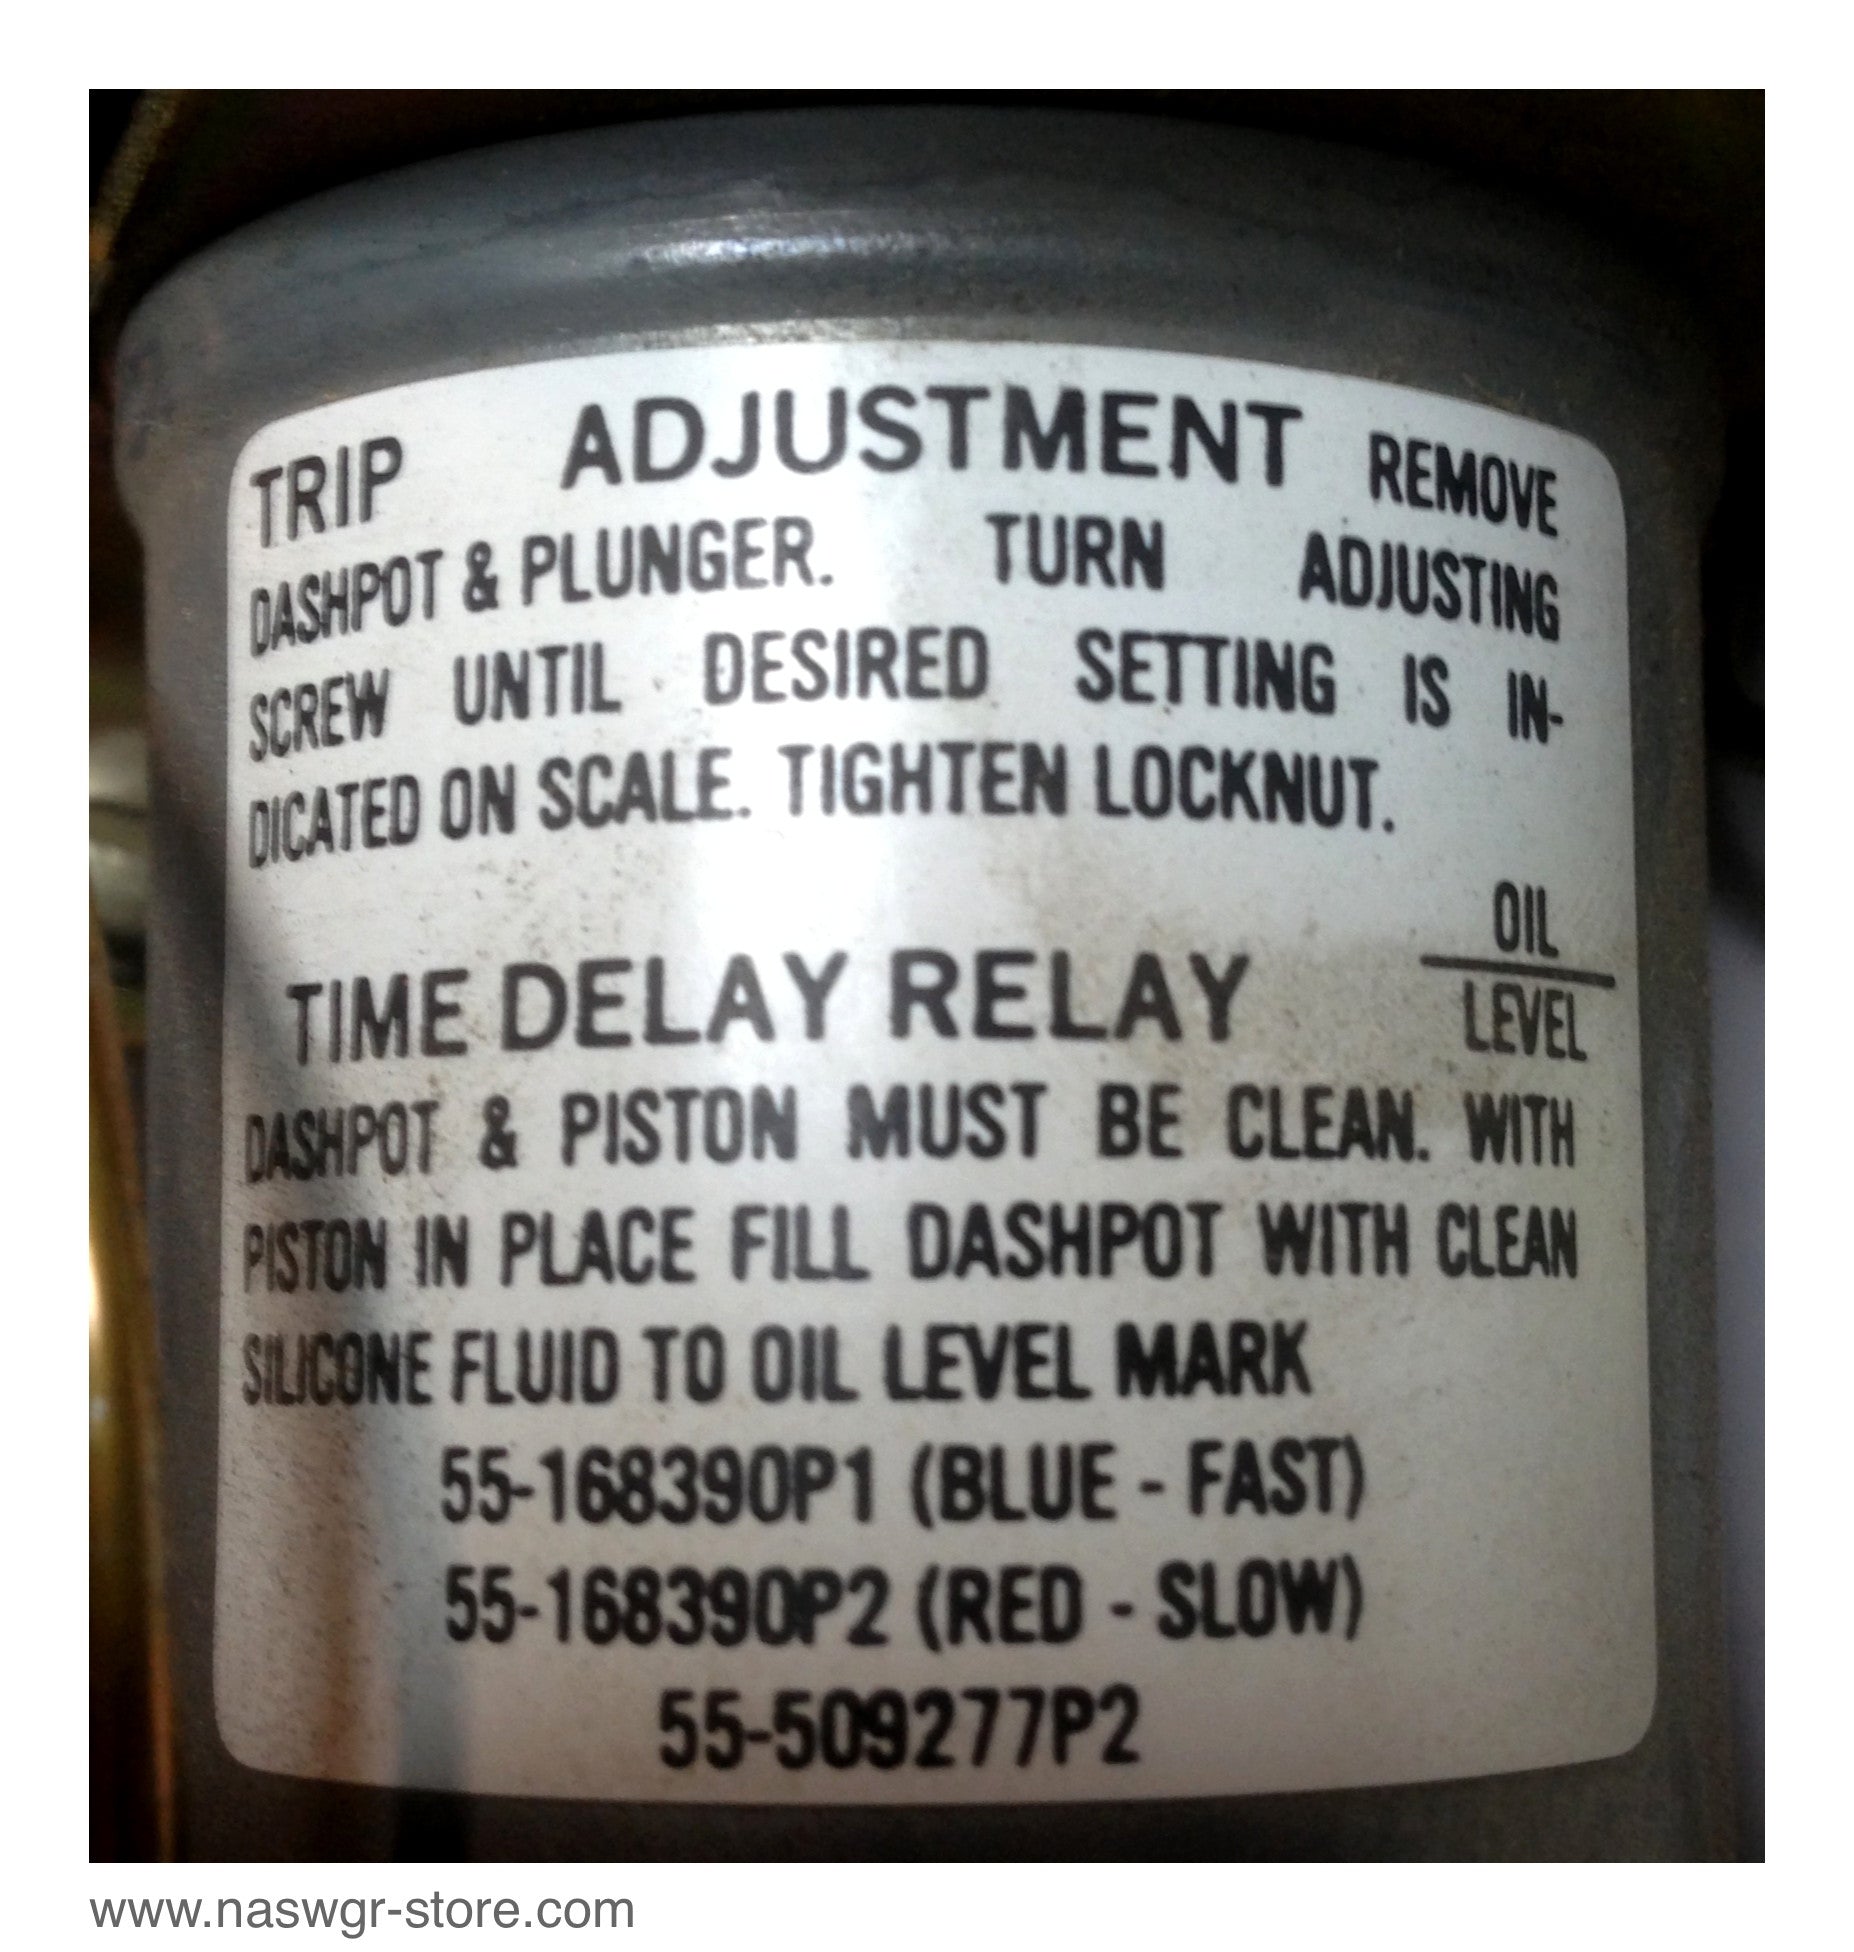 TRIP ADJUSTMENT REMOVE
DASHPOT & PLUNGER. TURN ADJUSTING
SCREW UNTIL DESIRED SETTING IS IN-
DICATED ON SCALE. TIGHTEN LOCKNUT.
OIL
LEVEL
TIME DELAY RELAY
DASHPOT & PISTON MUST BE CLEAN. WITH
PISTON IN PLACE FILL DASHPOT WITH CLEAN
SILICONE FLUID TO OIL LEVEL MARK
55-168390P1 (BLUE - FAST)
55-168390P2 (RED - SLOW)
55-509277P2
www.naswgr-store.com